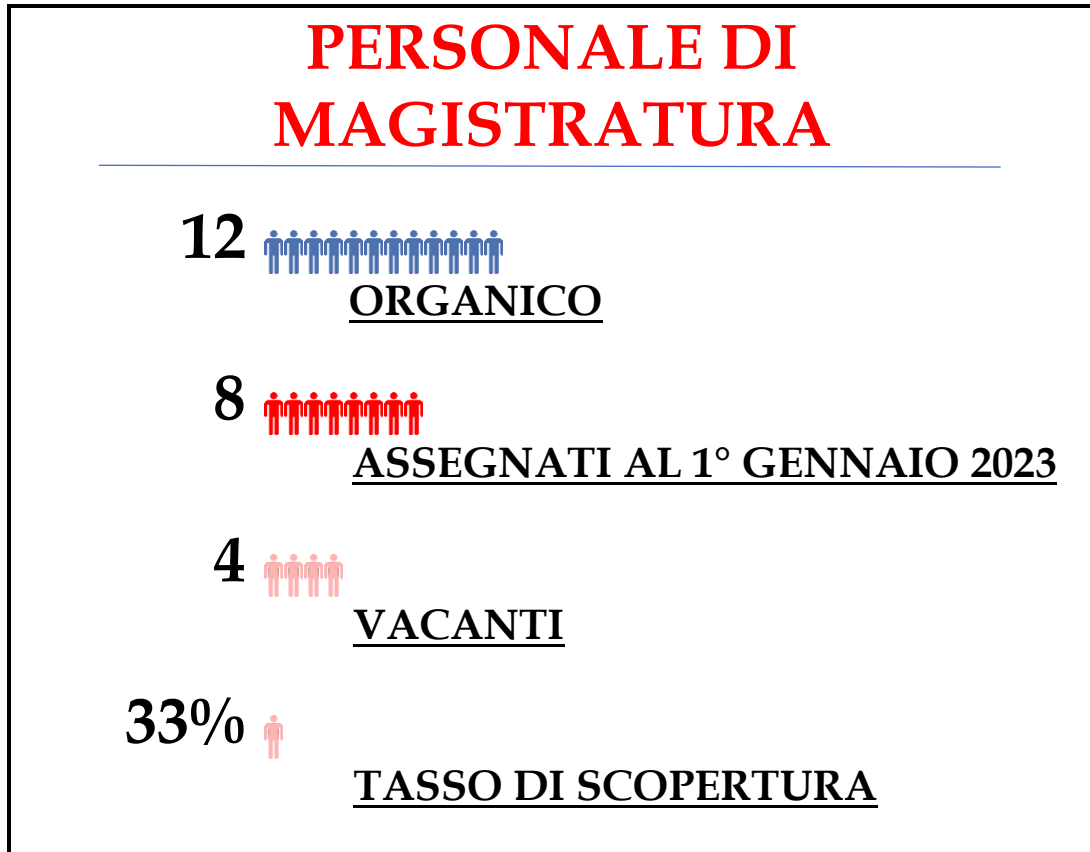 PERSONALE DI
MAGISTRATURA
12
ORGANICO
8
ASSEGNATI AL 1° GENNAIO 2023
4
VACANTI
33%
TASSO DI SCOPERTURA